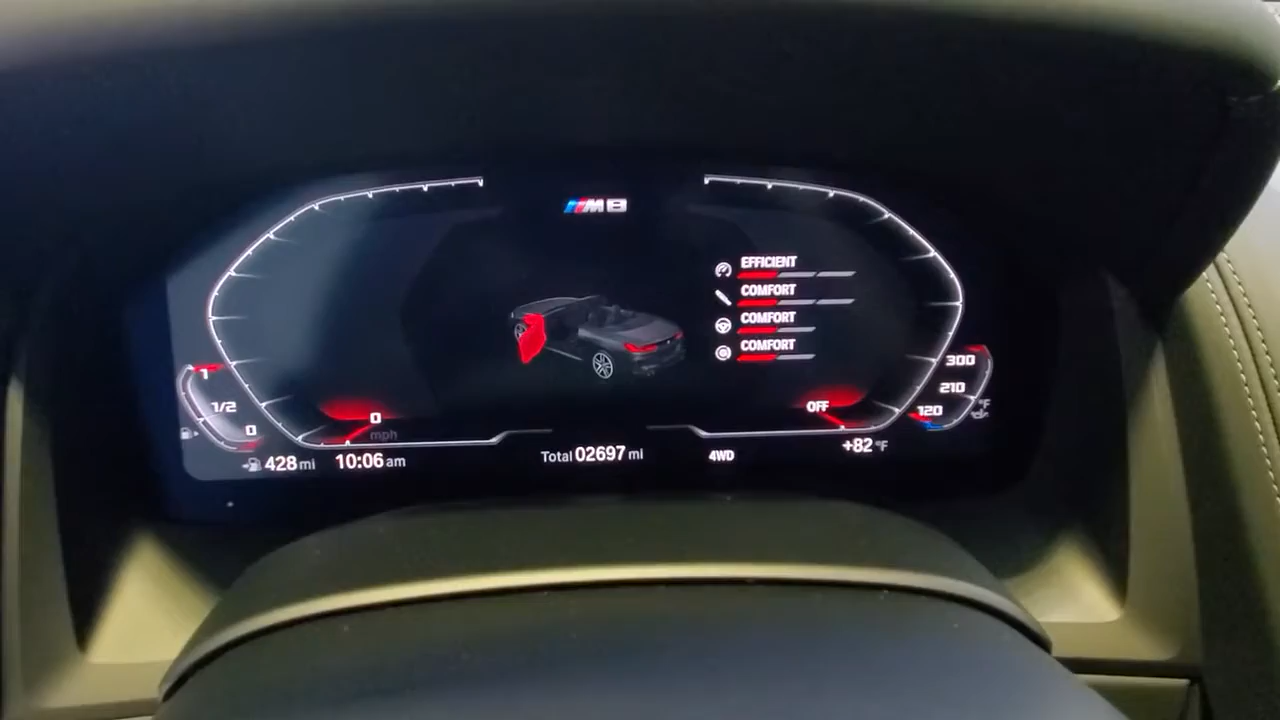 M8
EFFICIENT
COMFORT
COMFORT
COMFORT
1
1/2
0
0
mph
OFF
300
210
120
°F
428 mi
10:06 am
Total 02697 mi
4WD
+82 °F